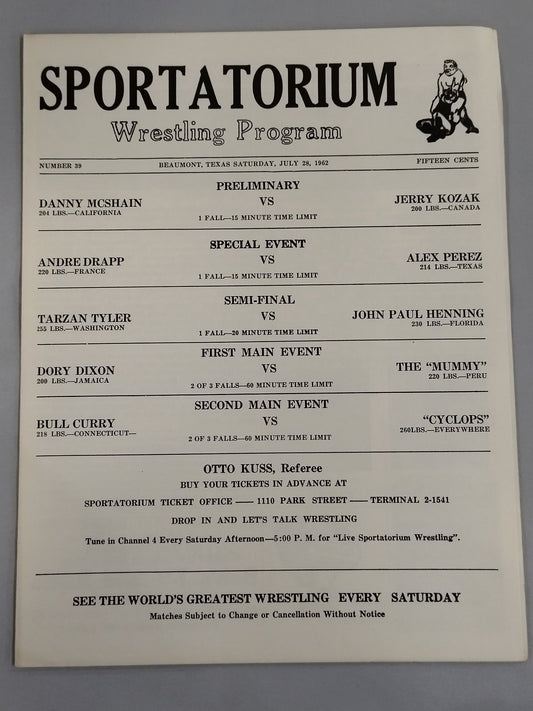 SPORTATORIUM
Wrestling Program
NUMBER 39 BEAUMONT, TEXAS SATURDAY, JULY 28, 1962 FIFTEEN CENTS
PRELIMINARY
DANNY MCSHAIN VS JERRY KOZAK
204 LBS.—CALIFORNIA 200 LBS.—CANADA
1 FALL—15 MINUTE TIME LIMIT
SPECIAL EVENT
ANDRE DRAPP VS ALEX PEREZ
220 LBS.—FRANCE 214 LBS.—TEXAS
1 FALL—15 MINUTE TIME LIMIT
SEMI-FINAL
TARZAN TYLER VS JOHN PAUL HENNING
255 LBS.—WASHINGTON 230 LBS.—FLORIDA
1 FALL—20 MINUTE TIME LIMIT
FIRST MAIN EVENT
DORY DIXON VS THE "MUMMY"
200 LBS.—JAMAICA 220 LBS.—PERU
2 OF 3 FALLS—60 MINUTE TIME LIMIT
SECOND MAIN EVENT
BULL CURRY VS "CYCLOPS"
218 LBS.—CONNECTICUT— 260LBS.—EVERYWHERE
2 OF 3 FALLS—60 MINUTE TIME LIMIT
OTTO KUSS, Referee
BUY YOUR TICKETS IN ADVANCE AT
SPORTATORIUM TICKET OFFICE —— 1110 PARK STREET —— TERMINAL 2-1541
DROP IN AND LET'S TALK WRESTLING
Tune in Channel 4 Every Saturday Afternoon—5:00 P. M. for "Live Sportatorium Wrestling".
SEE THE WORLD'S GREATEST WRESTLING EVERY SATURDAY
Matches Subject to Change or Cancellation Without Notice